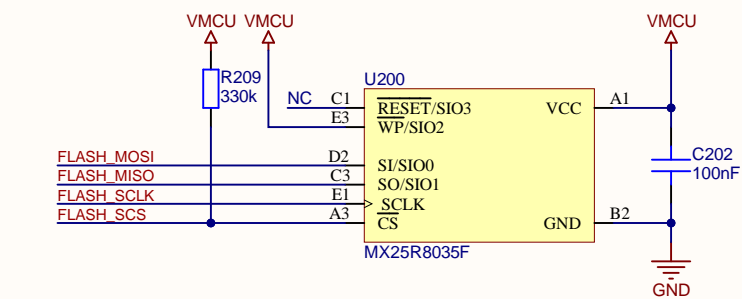 VMCU VMCU VMCU
R209
330k
U200
NC C1 RESET/SIO3 VCC A1
E3 WP/SIO2
FLASH_MOSI D2 SI/SIO0
FLASH_MISO C3 SO/SIO1
FLASH_SCLK E1 SCLK
FLASH_SCS A3 CS GND B2
C202
100nF
MX25R8035F
GND